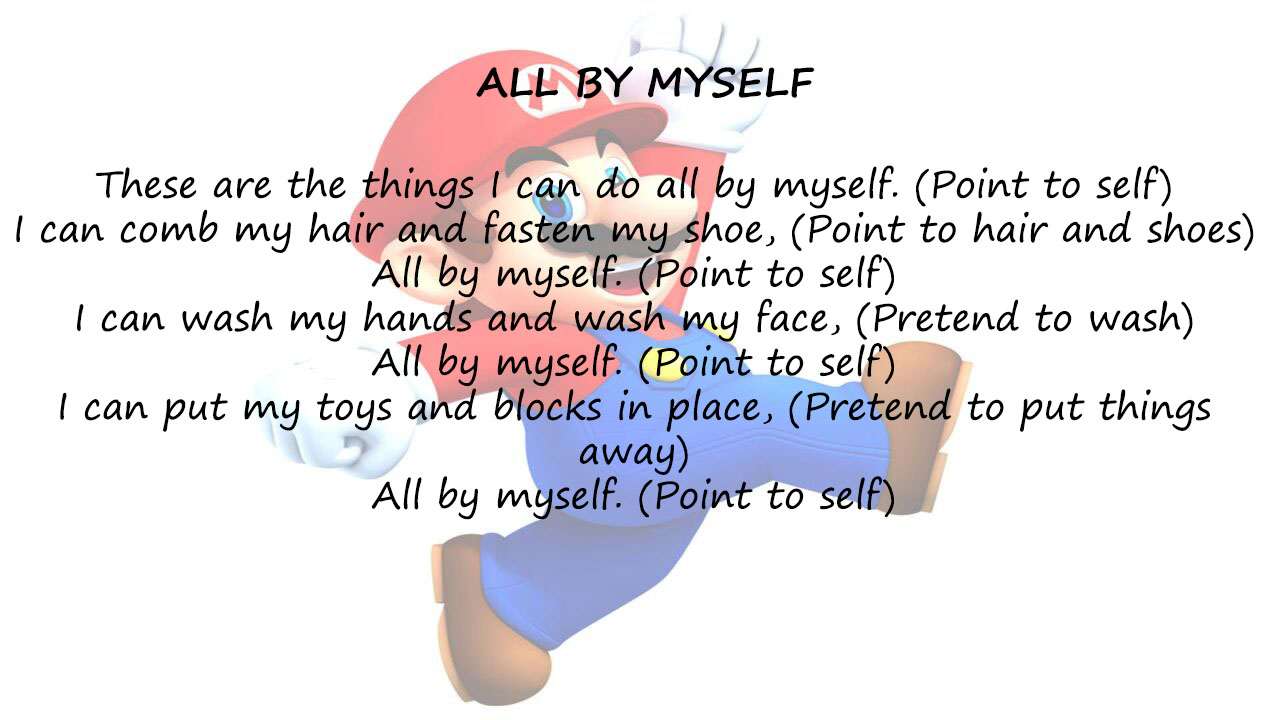 ALL BY MYSELF
These are the things I can do all by myself. (Point to self)
I can comb my hair and fasten my shoe, (Point to hair and shoes)
All by myself. (Point to self)
I can wash my hands and wash my face, (Pretend to wash)
All by myself. (Point to self)
I can put my toys and blocks in place, (Pretend to put things
away)
All by myself. (Point to self)